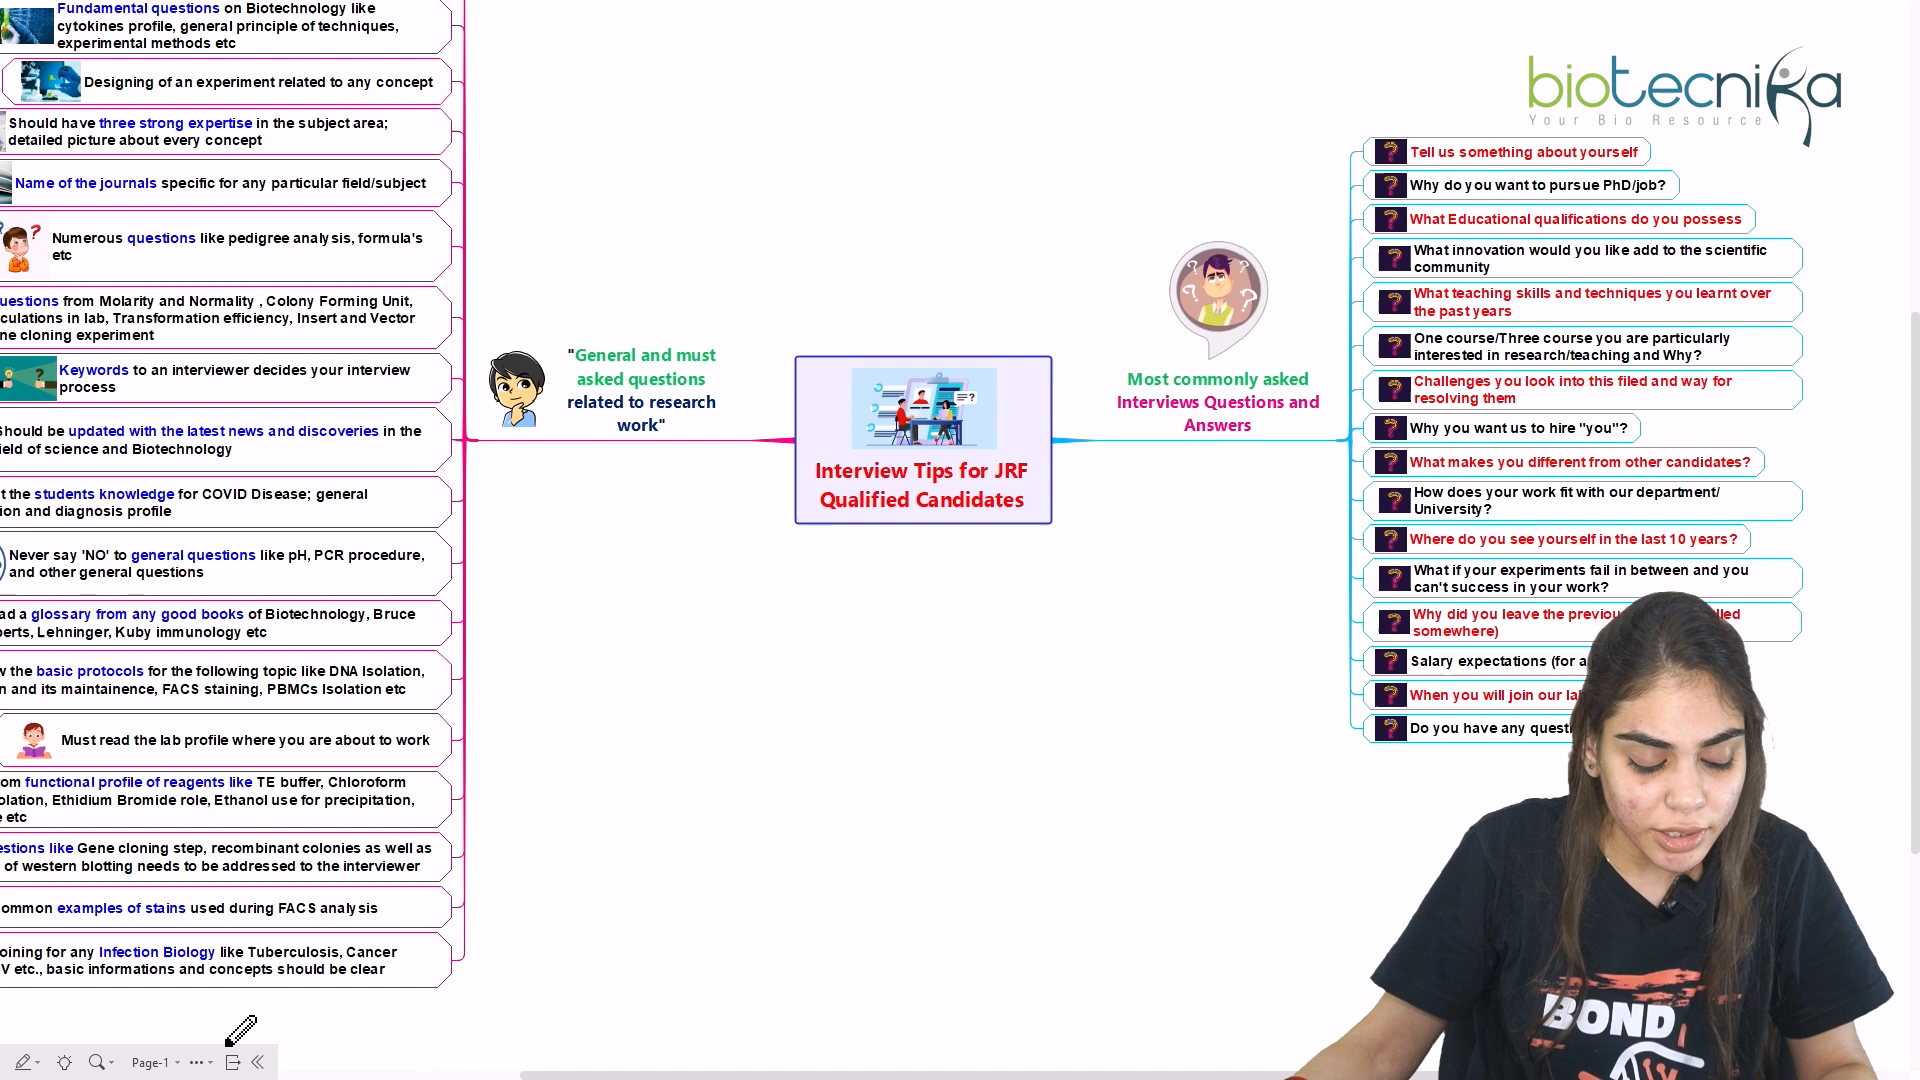 Fundamental questions on Biotechnology like
cytokines profile, general principle of techniques,
experimental methods etc
Designing of an experiment related to any concept
Should have three strong expertise in the subject area;
detailed picture about every concept
Name of the journals specific for any particular field/subject
Numerous questions like pedigree analysis, formula's
etc
from Molarity and Normality , Colony Forming Unit,
in lab, Transformation efficiency, Insert and Vector
cloning experiment
Keywords to an interviewer decides your interview
process
Should be updated with the latest news and discoveries in the
field of science and Biotechnology
the students knowledge for COVID Disease; general
and diagnosis profile
Never say 'NO' to general questions like pH, PCR procedure,
and other general questions
a glossary from any good books of Biotechnology, Bruce
Lehninger, Kuby immunology etc
the basic protocols for the following topic like DNA Isolation,
and its maintainence, FACS staining, PBMCs Isolation etc
Must read the lab profile where you are about to work
functional profile of reagents like TE buffer, Chloroform
Ethidium Bromide role, Ethanol use for precipitation,
etc
like Gene cloning step, recombinant colonies as well as
of western blotting needs to be addressed to the interviewer
examples of stains used during FACS analysis
for any Infection Biology like Tuberculosis, Cancer
etc., basic informations and concepts should be clear
"General and must
asked questions
related to research
work"
Interview Tips for JRF
Qualified Candidates
Most commonly asked
Interviews Questions and
Answers
biotecnika
Your Bio Resource
Tell us something about yourself
Why do you want to pursue PhD/job?
What Educational qualifications do you possess
What innovation would you like add to the scientific
community
What teaching skills and techniques you learnt over
the past years
One course/Three course you are particularly
interested in research/teaching and Why?
Challenges you look into this filed and way for
resolving them
Why you want us to hire "you"?
What makes you different from other candidates?
How does your work fit with our department/
University?
Where do you see yourself in the last 10 years?
What if your experiments fail in between and you
can't success in your work?
Why did you leave the
somewhere)
Salary expectations (for
When you will join our
Do you have any
BOND
Page-1